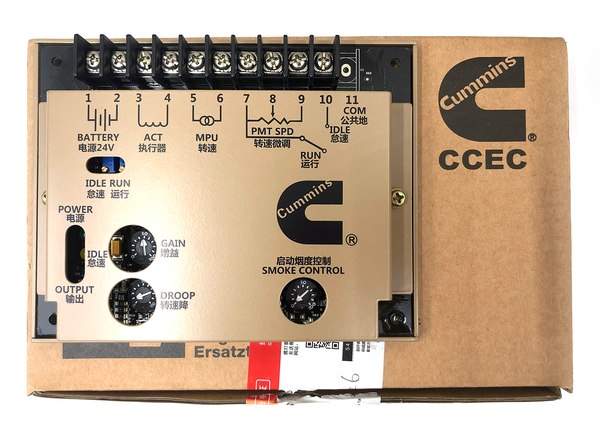 1 2 3 4 5 6 7 8 9 10 11
BATTERY
电源24V
ACT
执行器
MPU
转速
PMT SPD
转速微调
IDLE
怠速
COM
公共地
RUN
运行
IDLE RUN
怠速 运行
POWER
电源
IDLE
怠速
OUTPUT
输出
GAIN
增益
DROOP
转速降
Cummins
®
启动烟度控制
SMOKE CONTROL
Cummins
®
CCEC
Ersatzt
6